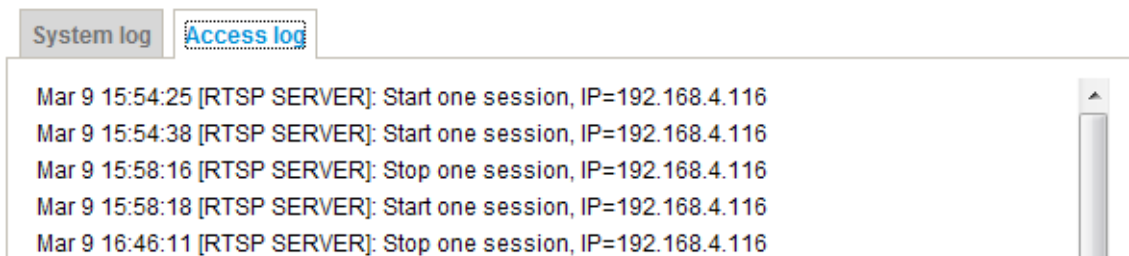 System log Access log
Mar 9 15:54:25 [RTSP SERVER]: Start one session, IP=192.168.4.116
Mar 9 15:54:38 [RTSP SERVER]: Start one session, IP=192.168.4.116
Mar 9 15:58:16 [RTSP SERVER]: Stop one session, IP=192.168.4.116
Mar 9 15:58:18 [RTSP SERVER]: Start one session, IP=192.168.4.116
Mar 9 16:46:11 [RTSP SERVER]: Stop one session, IP=192.168.4.116